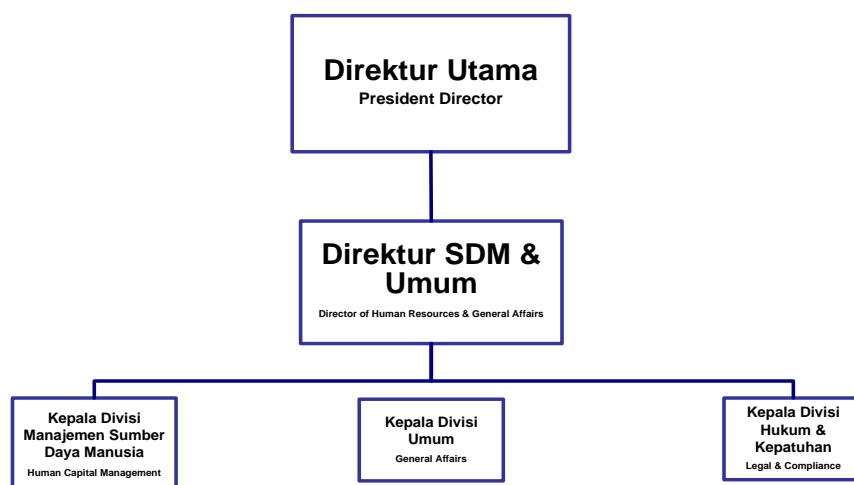 Direktur Utama
President Director
Direktur SDM &
Umum
Director of Human Resources & General Affairs
Kepala Divisi
Manajemen Sumber
Daya Manusia
Human Capital Management
Kepala Divisi
Umum
General Affairs
Kepala Divisi
Hukum &
Kepatuhan
Legal & Compliance